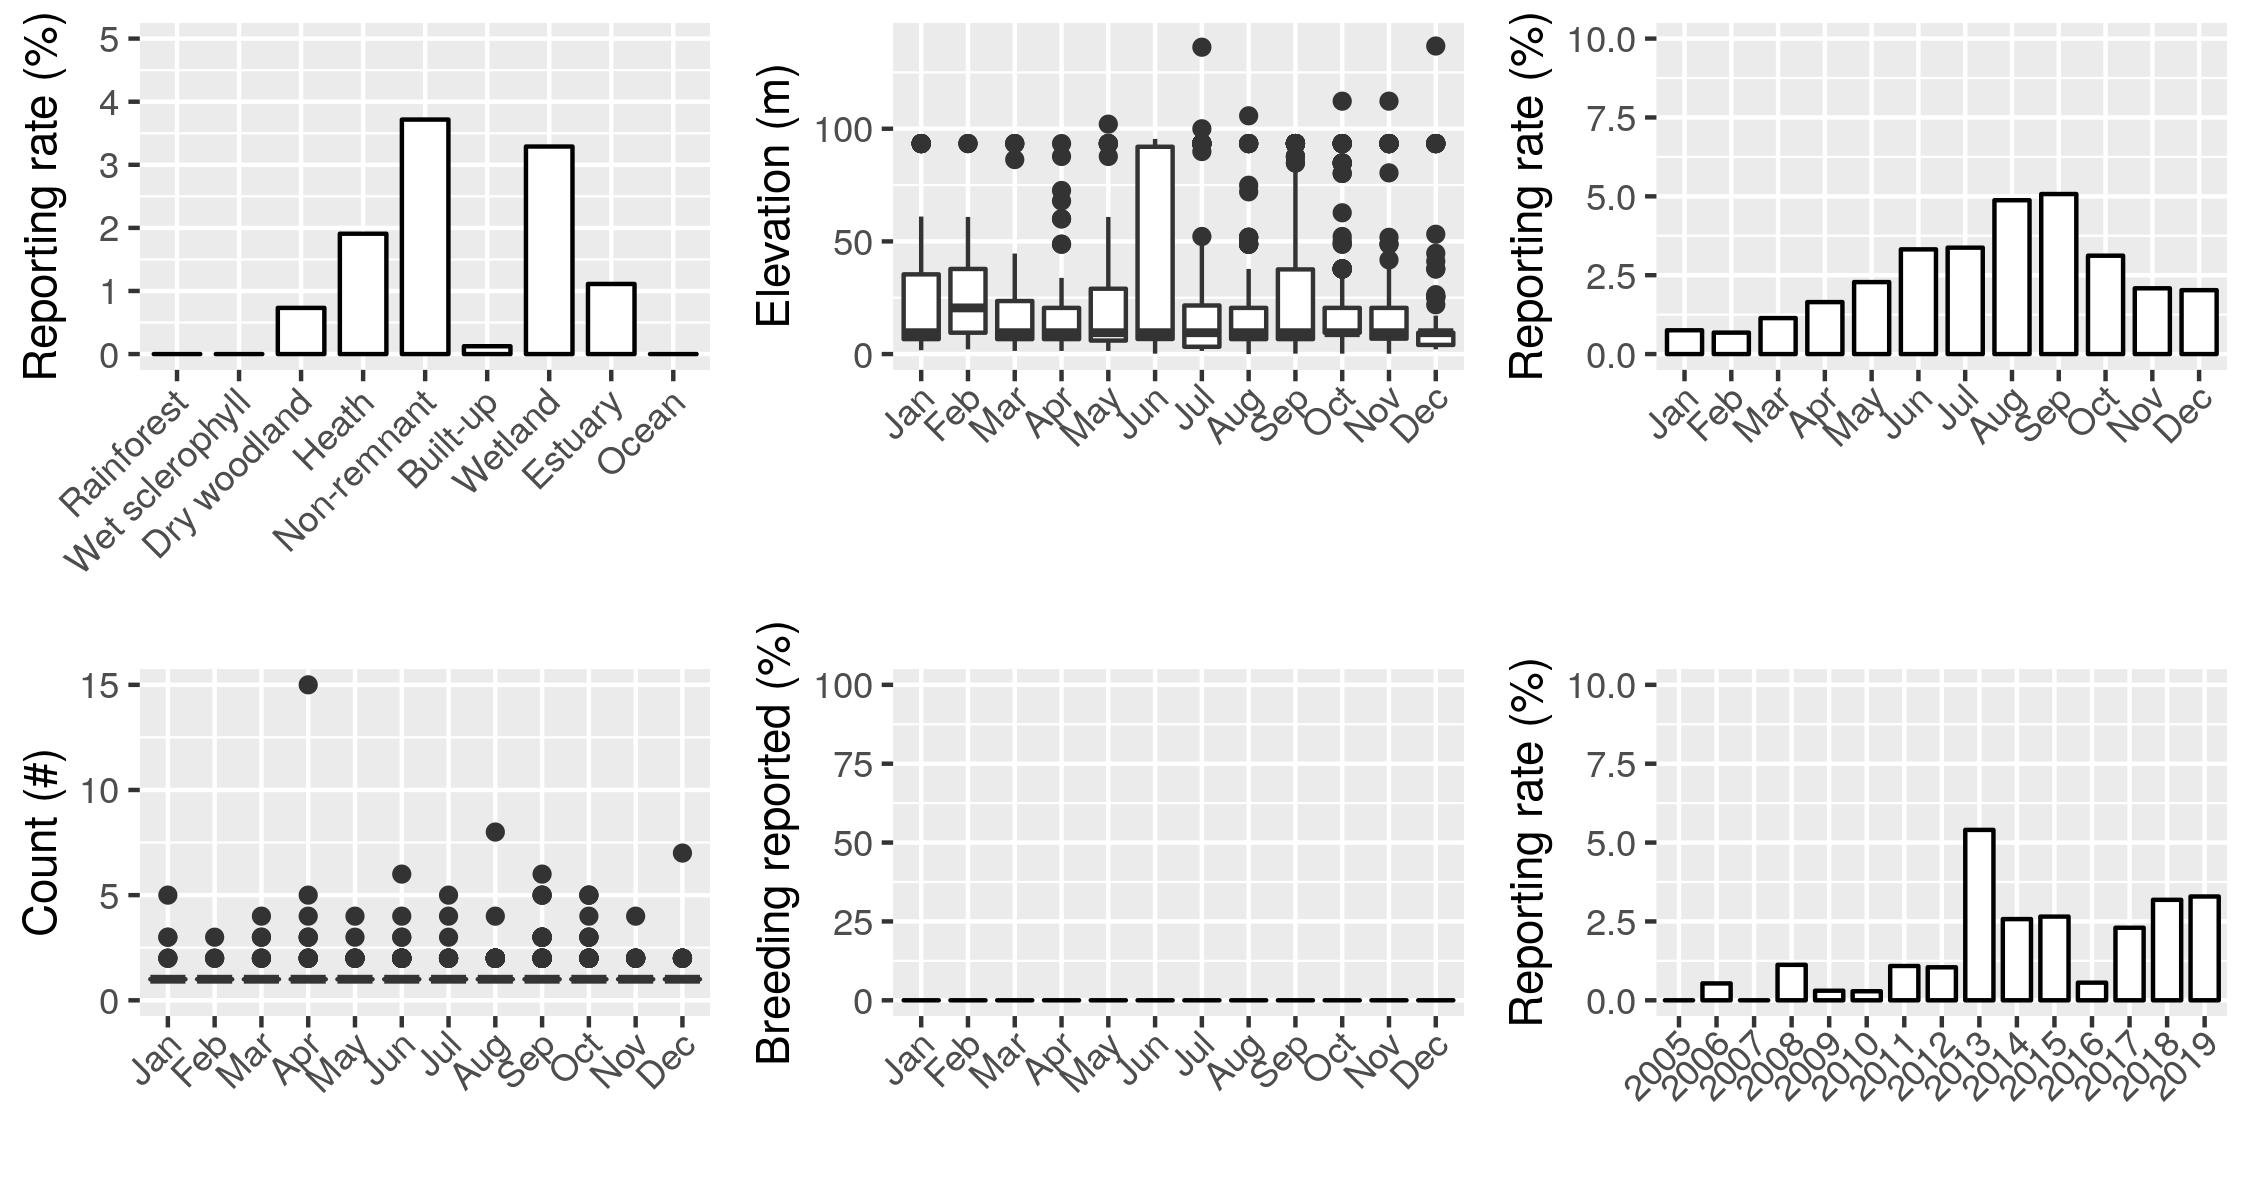 Reporting rate (%)
5
4
3
2
1
0
Rainforest
Wet sclerophyll
Dry woodland
Heath
Non-remnant
Built-up
Wetland
Estuary
Ocean
Elevation (m)
100
50
0
Jan
Feb
Mar
Apr
May
Jun
Jul
Aug
Sep
Oct
Nov
Dec
Reporting rate (%)
10.0
7.5
5.0
2.5
0.0
Jan
Feb
Mar
Apr
May
Jun
Jul
Aug
Sep
Oct
Nov
Dec
Count (#)
15
10
5
0
Jan
Feb
Mar
Apr
May
Jun
Jul
Aug
Sep
Oct
Nov
Dec
Breeding reported (%)
100
75
50
25
0
Jan
Feb
Mar
Apr
May
Jun
Jul
Aug
Sep
Oct
Nov
Dec
Reporting rate (%)
10.0
7.5
5.0
2.5
0.0
2005
2006
2007
2008
2009
2010
2011
2012
2013
2014
2015
2016
2017
2018
2019